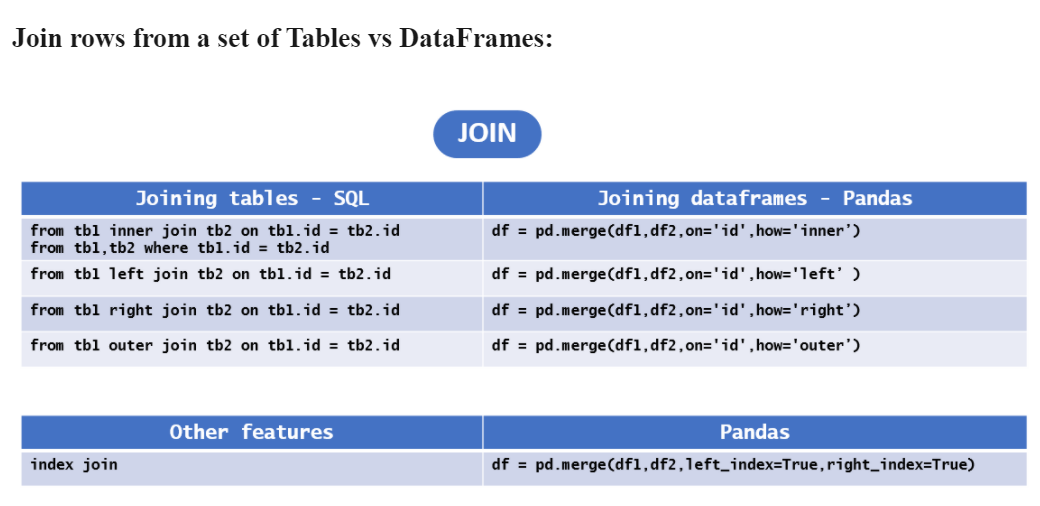 Join rows from a set of Tables vs DataFrames:
JOIN
Joining tables - SQL
Joining dataframes - Pandas
from tb1 inner join tb2 on tb1.id = tb2.id
from tb1,tb2 where tb1.id = tb2.id
df = pd.merge(df1,df2,on='id',how='inner’)
from tb1 left join tb2 on tb1.id = tb2.id
df = pd.merge(df1,df2,on='id',how='left’ )
from tb1 right join tb2 on tb1.id = tb2.id
df = pd.merge(df1,df2,on='id',how='right’)
from tb1 outer join tb2 on tb1.id = tb2.id
df = pd.merge(df1,df2,on='id',how='outer’)
Other features
Pandas
index join
df = pd.merge(df1,df2,left_index=True,right_index=True)